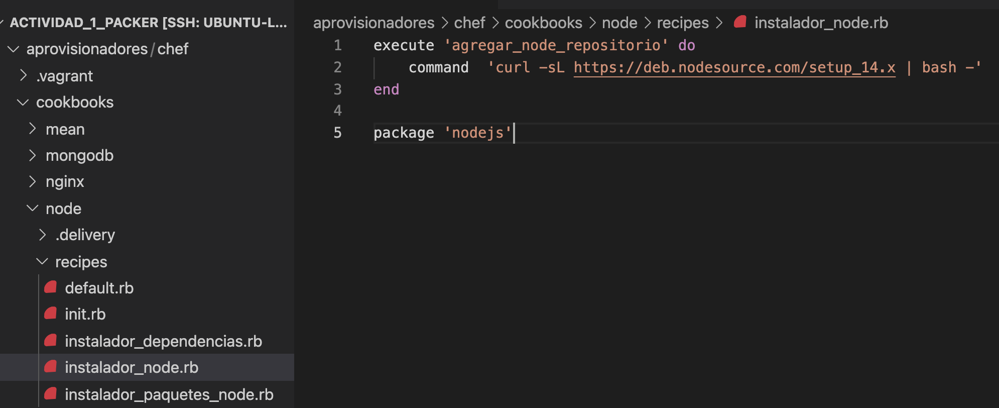 ACTIVIDAD_1_PACKER [SSH: UBUNTU-L...
aprovisionadores/chef
.vagrant
cookbooks
mean
mongodb
nginx
node
.delivery
recipes
default.rb
init.rb
instalador_dependencias.rb
instalador_node.rb
instalador_paquetes_node.rb
aprovisionadores > chef > cookbooks > node > recipes > instalador_node.rb
1 execute 'agregar_node_repositorio' do
2 command 'curl -sL https://deb.nodesource.com/setup_14.x | bash -'
3 end
4
5 package 'nodejs'